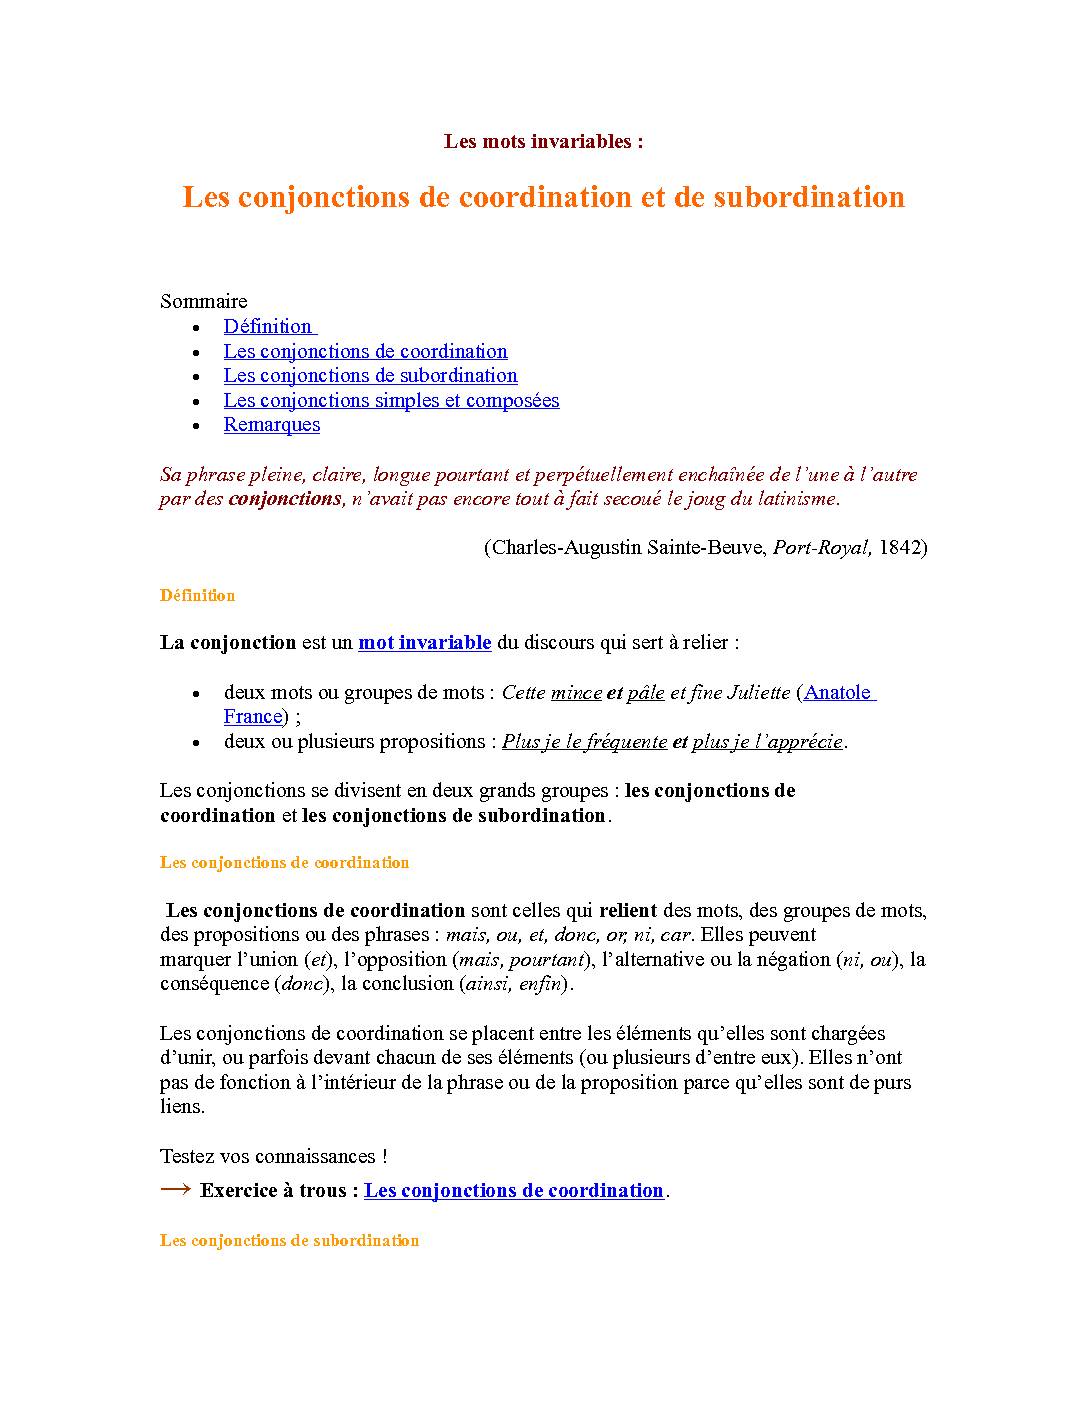 Les mots invariables :
Les conjonctions de coordination et de subordination
Sommaire
• Définition
• Les conjonctions de coordination
• Les conjonctions de subordination
• Les conjonctions simples et composées
• Remarques
Sa phrase pleine, claire, longue pourtant et perpétuellement enchaînée de l’une à l’autre
par des conjonctions, n’avait pas encore tout à fait secoué le joug du latinisme.
(Charles-Augustin Sainte-Beuve, Port-Royal, 1842)
Définition
La conjonction est un mot invariable du discours qui sert à relier :
• deux mots ou groupes de mots : Cette mince et pâle et fine Juliette (Anatole
France) ;
• deux ou plusieurs propositions : Plus je le fréquente et plus je l’apprécie.
Les conjonctions se divisent en deux grands groupes : les conjonctions de
coordination et les conjonctions de subordination.
Les conjonctions de coordination
Les conjonctions de coordination sont celles qui relient des mots, des groupes de mots,
des propositions ou des phrases : mais, ou, et, donc, or, ni, car. Elles peuvent
marquer l’union (et), l’opposition (mais, pourtant), l’alternative ou la négation (ni, ou), la
conséquence (donc), la conclusion (ainsi, enfin).
Les conjonctions de coordination se placent entre les éléments qu’elles sont chargées
d’unir, ou parfois devant chacun de ses éléments (ou plusieurs d’entre eux). Elles n’ont
pas de fonction à l’intérieur de la phrase ou de la proposition parce qu’elles sont de purs
liens.
Testez vos connaissances !
→ Exercice à trous : Les conjonctions de coordination.
Les conjonctions de subordination